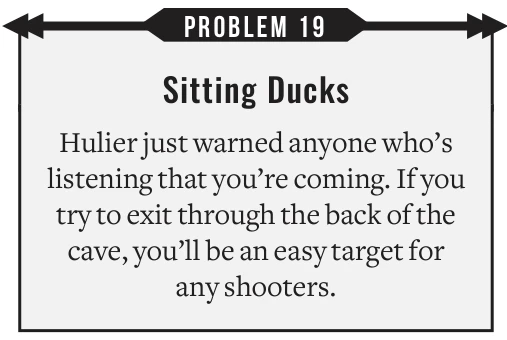 PROBLEM 19
Sitting Ducks
Hulier just warned anyone who’s
listening that you’re coming. If you
try to exit through the back of the
cave, you’ll be an easy target for
any shooters.